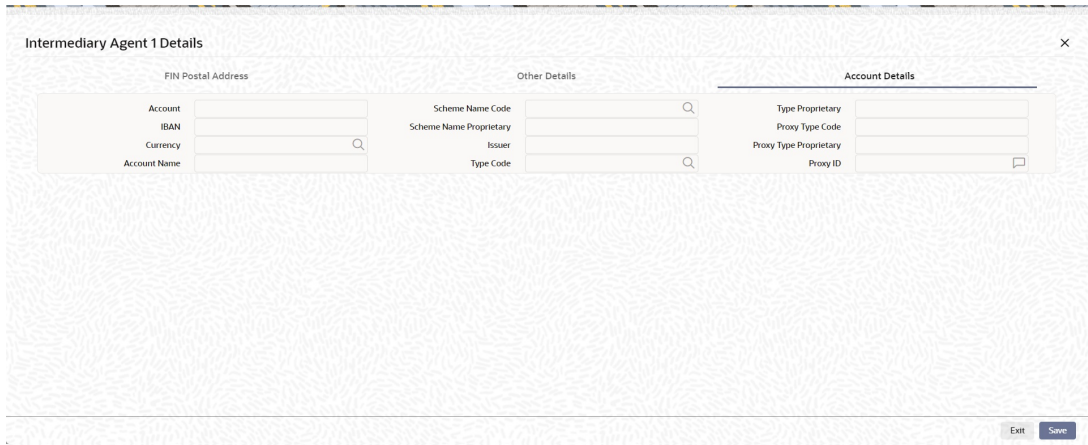 Intermediary Agent 1 Details
FIN Postal Address
Other Details
Account Details
Account
IBAN
Currency
Account Name
Scheme Name Code
Scheme Name Proprietary
Issuer
Type Code
Type Proprietary
Proxy Type Code
Proxy Type Proprietary
Proxy ID
Exit
Save